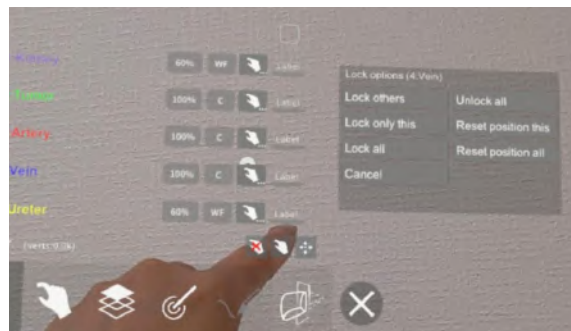 Kidney 60% WF Label
Tumor 100% C Label
Artery 100% C Label
Vein 100% C Label
Ureter 60% WF Label
Lock options (4:Vein)
Lock others Unlock all
Lock only this Reset position this
Lock all Reset position all
Cancel